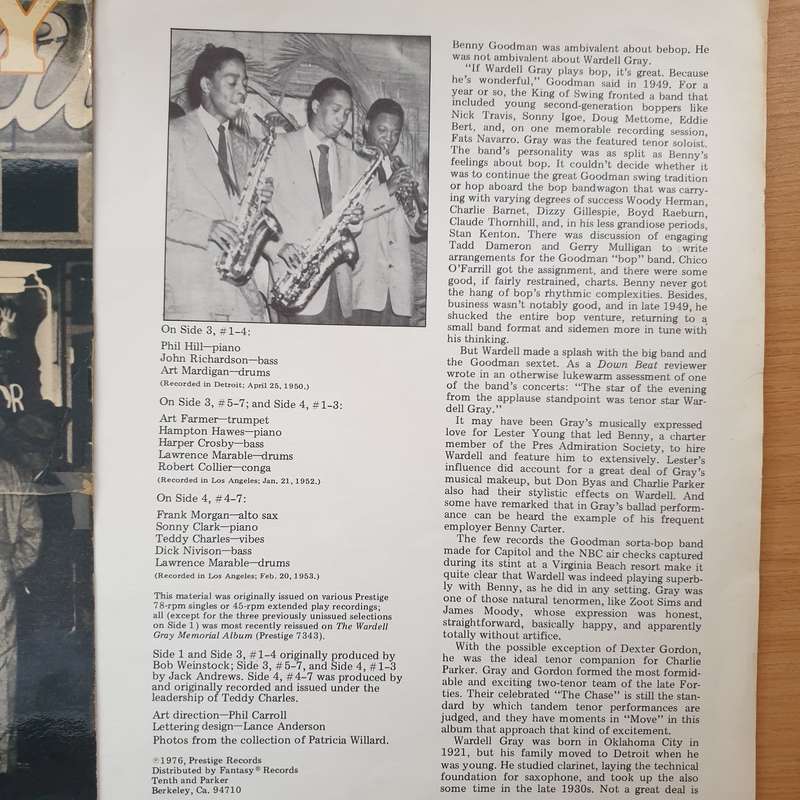 Y
OR
On Side 3, #1-4:
Phil Hill—piano
John Richardson—bass
Art Mardigan—drums
(Recorded in Detroit; April 25, 1950.)
On Side 3, #5-7; and Side 4, #1-3:
Art Farmer—trumpet
Hampton Hawes—piano
Harper Crosby—bass
Lawrence Marable—drums
Robert Collier—conga
(Recorded in Los Angeles; Jan. 21, 1952.)
On Side 4, #4-7:
Frank Morgan—alto sax
Sonny Clark—piano
Teddy Charles—vibes
Dick Nivison—bass
Lawrence Marable—drums
(Recorded in Los Angeles; Feb. 20, 1953.)
This material was originally issued on various Prestige
78-rpm singles or 45-rpm extended play recordings;
all (except for the three previously unissued selections
on Side 1) was most recently reissued on The Wardell
Gray Memorial Album (Prestige 7343).
Side 1 and Side 3, #1-4 originally produced by
Bob Weinstock; Side 3, #5-7, and Side 4, #1-3
by Jack Andrews. Side 4, #4-7 was produced by
and originally recorded and issued under the
leadership of Teddy Charles.
Art direction—Phil Carroll
Lettering design—Lance Anderson
Photos from the collection of Patricia Willard.
℗1976, Prestige Records
Distributed by Fantasy® Records
Tenth and Parker
Berkeley, Ca. 94710
Benny Goodman was ambivalent about bebop. He
was not ambivalent about Wardell Gray.
"If Wardell Gray plays bop, it's great. Because
he's wonderful," Goodman said in 1949. For a
year or so, the King of Swing fronted a band that
included young second-generation boppers like
Nick Travis, Sonny Igoe, Doug Mettome, Eddie
Bert, and, on one memorable recording session,
Fats Navarro. Gray was the featured tenor soloist.
The band's personality was as split as Benny's
feelings about bop. It couldn't decide whether it
was to continue the great Goodman swing tradition
or hop aboard the bop bandwagon that was carry-
ing with varying degrees of success Woody Herman,
Charlie Barnet, Dizzy Gillespie, Boyd Raeburn,
Claude Thornhill, and, in his less grandiose periods,
Stan Kenton. There was discussion of engaging
Tadd Dameron and Gerry Mulligan to write
arrangements for the Goodman "bop" band. Chico
O'Farrill got the assignment, and there were some
good, if fairly restrained, charts. Benny never got
the hang of bop's rhythmic complexities. Besides,
business wasn't notably good, and in late 1949, he
shucked the entire bop venture, returning to a
small band format and sidemen more in tune with
his thinking.
But Wardell made a splash with the big band and
the Goodman sextet. As a Down Beat reviewer
wrote in an otherwise lukewarm assessment of one
of the band's concerts: "The star of the evening
from the applause standpoint was tenor star War-
dell Gray."
It may have been Gray's musically expressed
love for Lester Young that led Benny, a charter
member of the Pres Admiration Society, to hire
Wardell and feature him to extensively. Lester's
influence did account for a great deal of Gray's
musical makeup, but Don Byas and Charlie Parker
also had their stylistic effects on Wardell. And
some have remarked that in Gray's ballad perform-
ance can be heard the example of his frequent
employer Benny Carter.
The few records the Goodman sorta-bop band
made for Capitol and the NBC air checks captured
during its stint at a Virginia Beach resort make it
quite clear that Wardell was indeed playing superb-
ly with Benny, as he did in any setting. Gray was
one of those natural tenormen, like Zoot Sims and
James Moody, whose expression was honest,
straightforward, basically happy, and apparently
totally without artifice.
With the possible exception of Dexter Gordon,
he was the ideal tenor companion for Charlie
Parker. Gray and Gordon formed the most formid-
able and exciting two-tenor team of the late For-
ties. Their celebrated "The Chase" is still the stan-
dard by which tandem tenor performances are
judged, and they have moments in "Move" in this
album that approach that kind of excitement.
Wardell Gray was born in Oklahoma City in
1921, but his family moved to Detroit when he
was young. He studied clarinet, laying the technical
foundation for saxophone, and took up the also
some time in the late 1930s. Not a great deal is